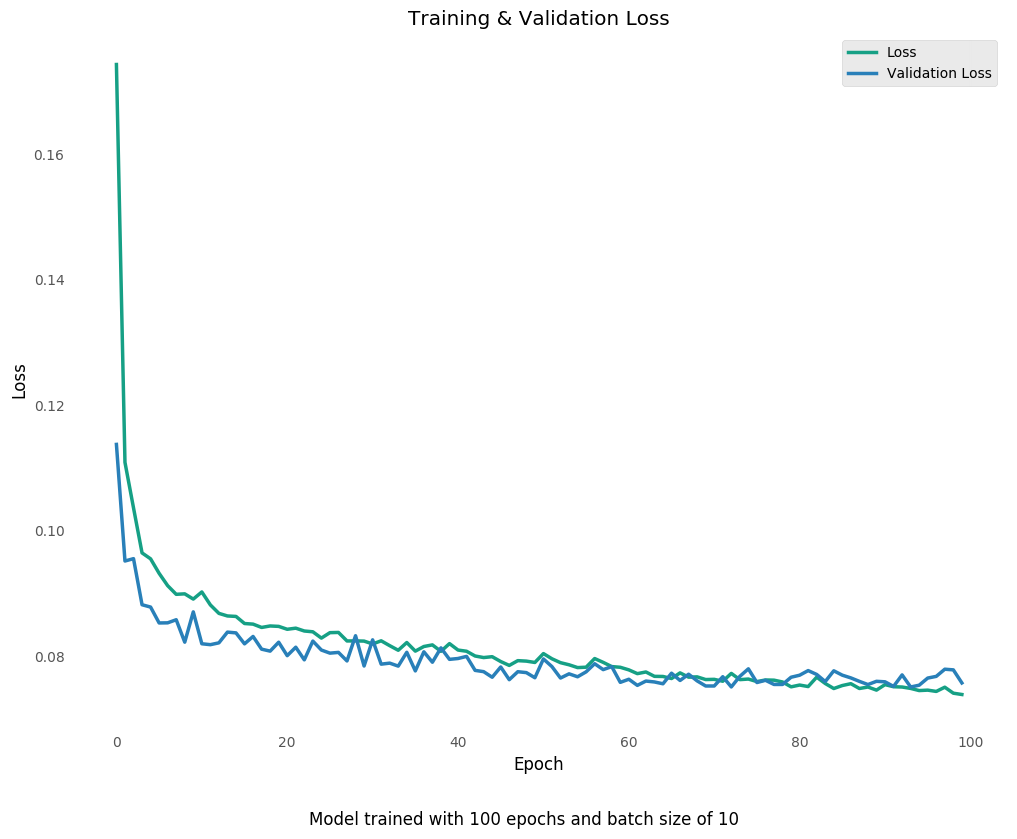 Training & Validation Loss
Loss
Validation Loss
0.16
0.14
0.12
0.10
0.08
Loss
0 20 40 60 80 100
Epoch
Model trained with 100 epochs and batch size of 10